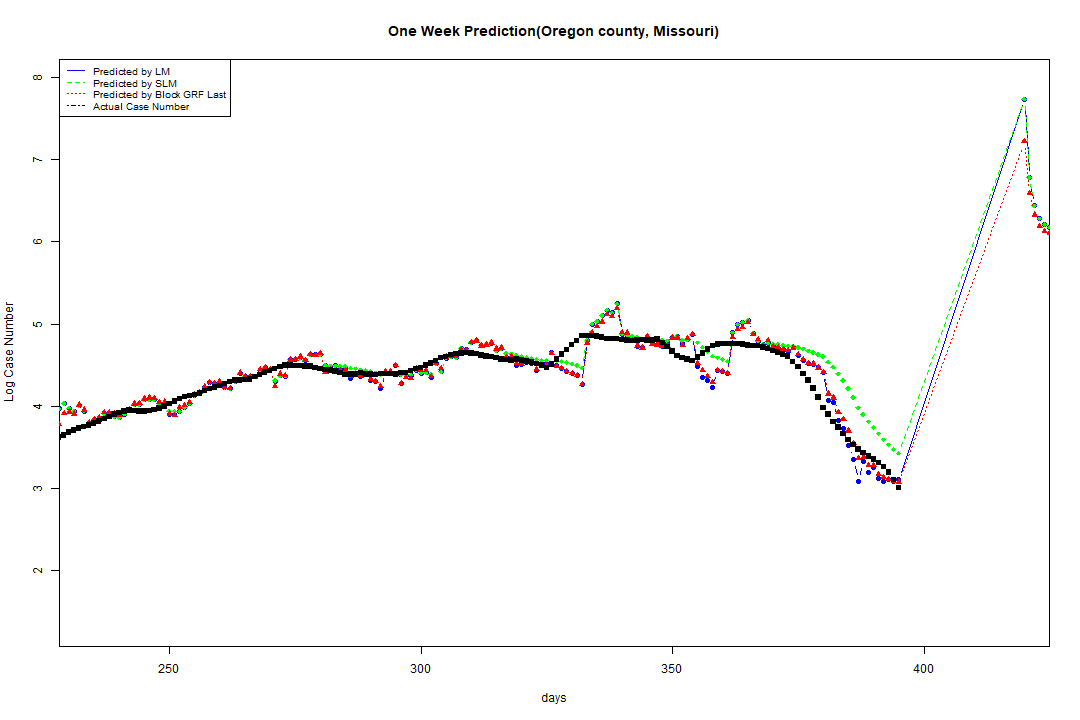 One Week Prediction(Oregon county, Missouri)
Predicted by LM
Predicted by SLM
Predicted by Block GRF Last
Actual Case Number
8
7
6
5
4
3
2
Log Case Number
250
300
350
400
days